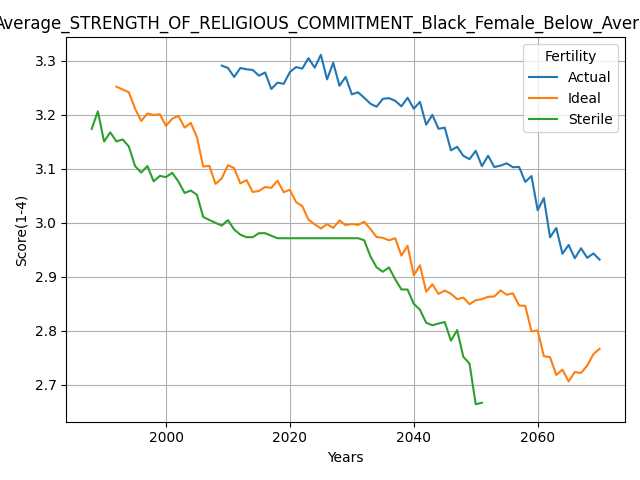 Average_STRENGTH_OF_RELIGIOUS_COMMITMENT_Black_Female_Below_Aver
Fertility
Actual
Ideal
Sterile
Score(1-4)
3.3
3.2
3.1
3.0
2.9
2.8
2.7
2000 2020 2040 2060
Years